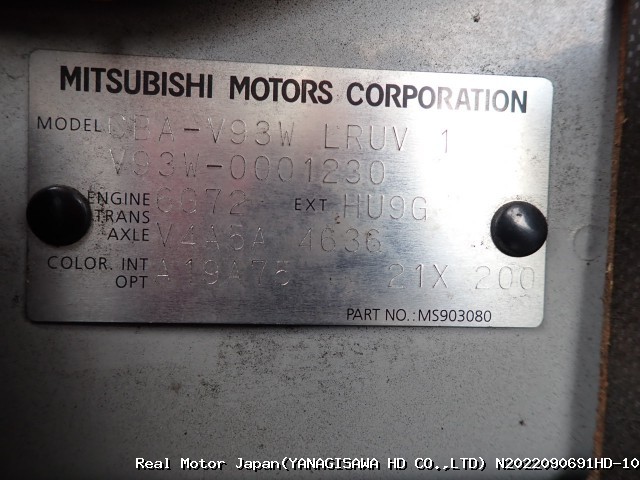 MITSUBISHI MOTORS CORPORATION
MODEL CBA-V93W LRUV 1
V93W-0001230
ENGINE 6G72 EXT HU9G
TRANS
AXLE V4A5A 4636
COLOR. INT
OPT A19A75 21X 200
PART NO.:MS903080
Real Motor Japan(YANAGISAWA HD CO.,LTD) N2022090691HD-10